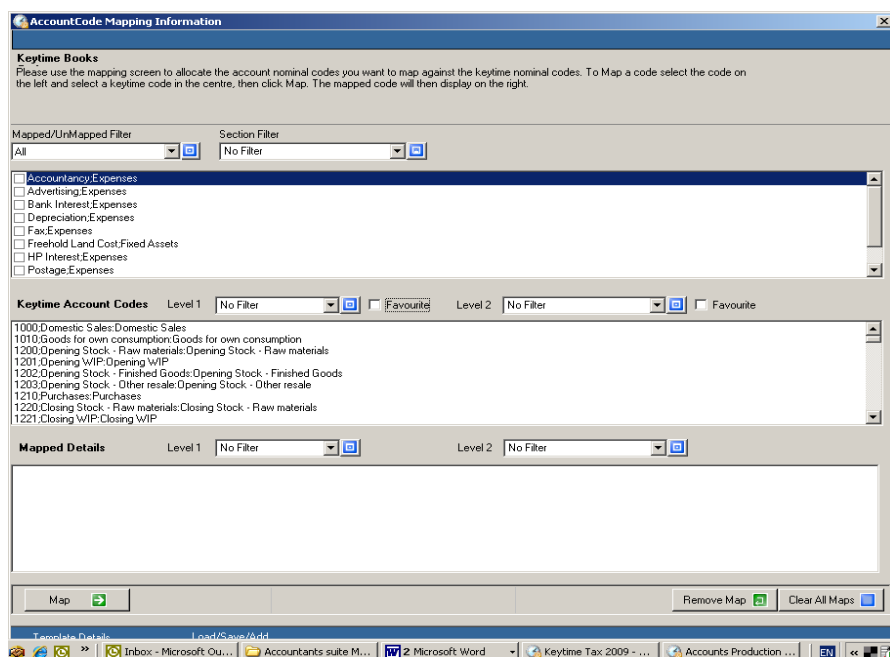 AccountCode Mapping Information
Keytime Books
Please use the mapping screen to allocate the account nominal codes you want to map against the keytime nominal codes. To Map a code select the code on
the left and select a keytime code in the centre, then click Map. The mapped code will then display on the right.
Mapped/UnMapped Filter Section Filter
All No Filter
Accountancy;Expenses
Advertising;Expenses
Bank Interest;Expenses
Depreciation;Expenses
Fax;Expenses
Freehold Land Cost;Fixed Assets
HP Interest;Expenses
Postage;Expenses
Keytime Account Codes Level 1 No Filter Favourite Level 2 No Filter Favourite
1000;Domestic Sales:Domestic Sales
1010;Goods for own consumption:Goods for own consumption
1200;Opening Stock - Raw materials:Opening Stock - Raw materials
1201;Opening WIP:Opening WIP
1202;Opening Stock - Finished Goods:Opening Stock - Finished Goods
1203;Opening Stock - Other resale:Opening Stock - Other resale
1210;Purchases:Purchases
1220;Closing Stock - Raw materials:Closing Stock - Raw materials
1221;Closing WIP:Closing WIP
Mapped Details Level 1 No Filter Level 2 No Filter
Map Remove Map Clear All Maps
Template Details Load/Save/Add
» Inbox - Microsoft Ou... Accountants suite M... 2 Microsoft Word Keytime Tax 2009 - ... Accounts Production ... EN «